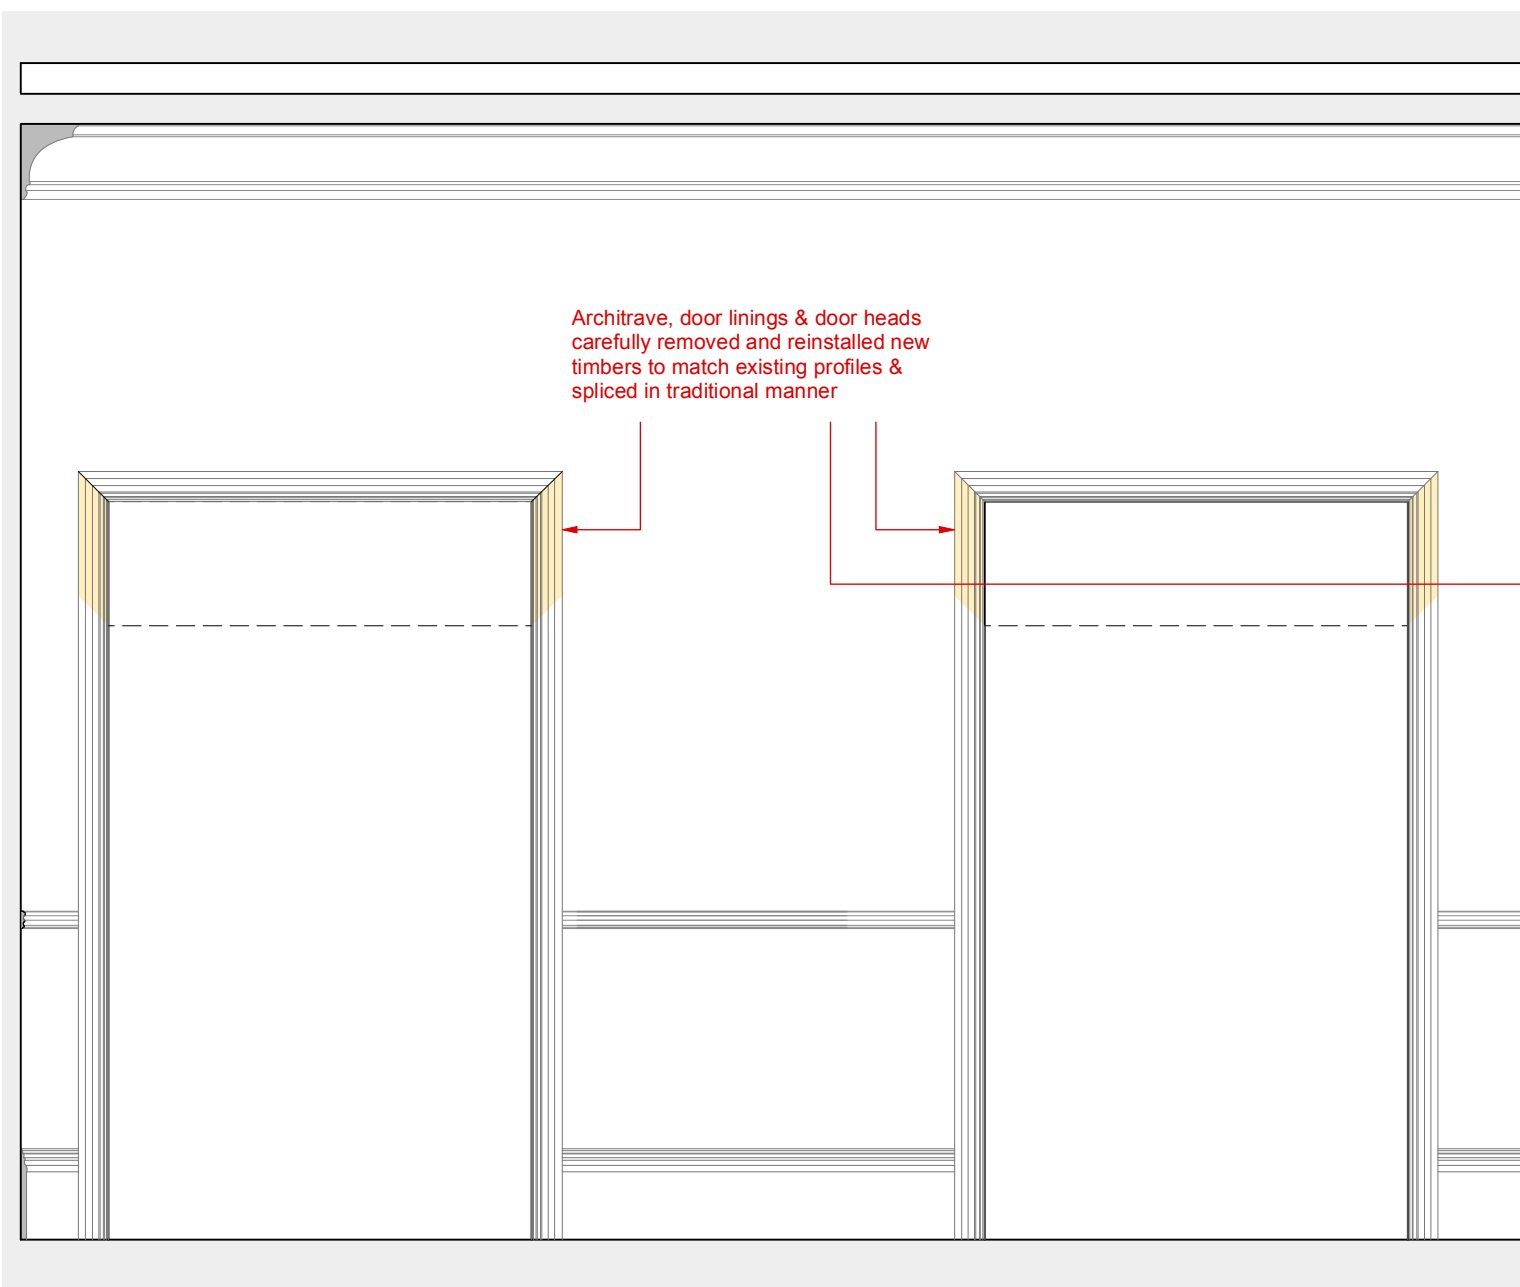 Architrave, door linings & door heads
carefully removed and reinstalled new
timbers to match existing profiles &
spliced in traditional manner